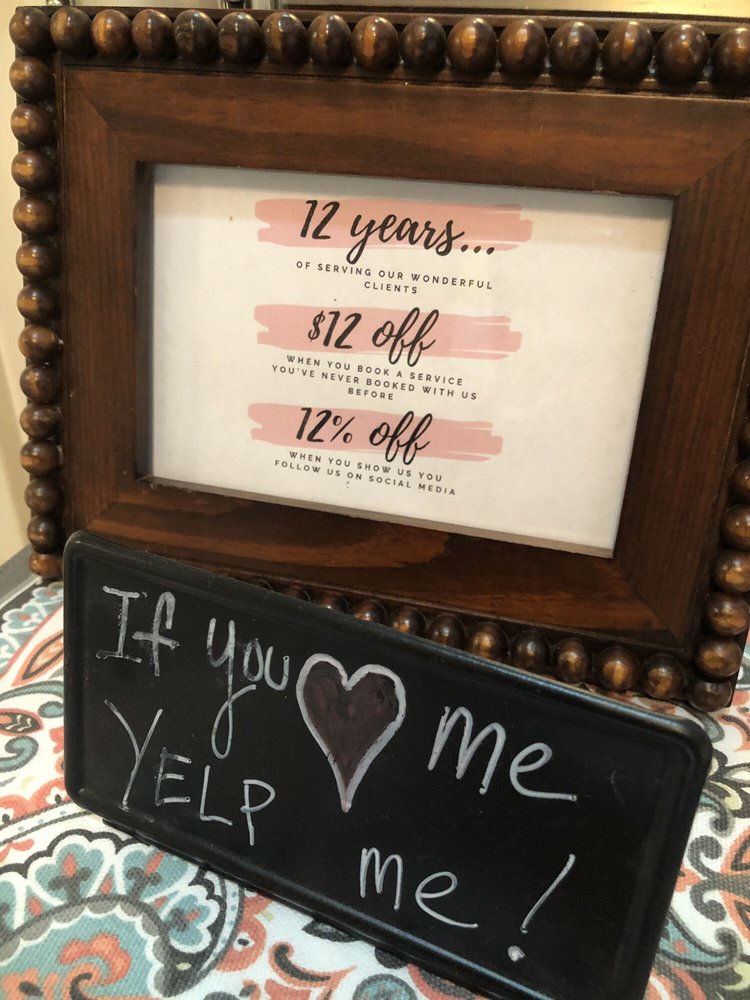 12 years...
OF SERVING OUR WONDERFUL
CLIENTS
$12 off
WHEN YOU BOOK A SERVICE
YOU'VE NEVER BOOKED WITH US
BEFORE
12% off
WHEN YOU SHOW US YOU
FOLLOW US ON SOCIAL MEDIA
If you me
YELP me!